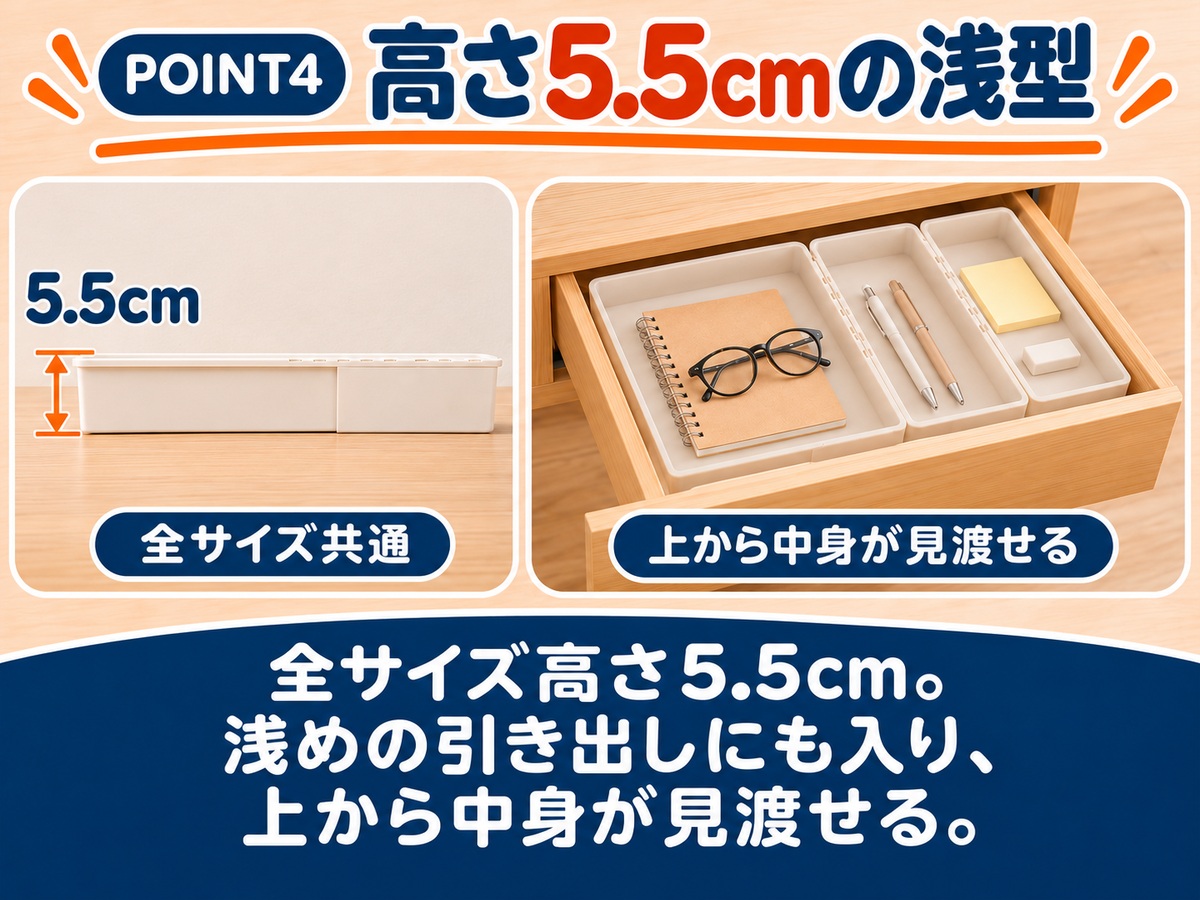 POINT4
高さ5.5cmの浅型
5.5cm
全サイズ共通
上から中身が見渡せる
全サイズ高さ5.5cm。
浅めの引き出しにも入り、
上から中身が見渡せる。